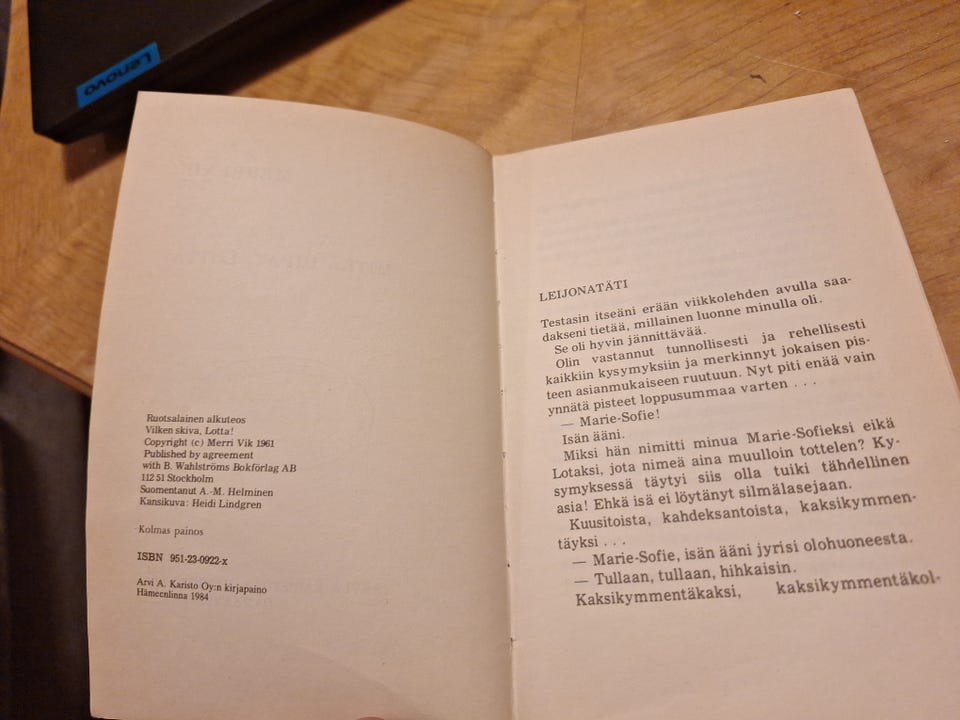 Lenovo
Ruotsalainen alkuteos
Vilken skiva, Lotta!
Copyright (c) Merri Vik 1961
Published by agreement
with B. Wahlströms Bokförlag AB
112 51 Stockholm
Suomentanut A.-M. Helminen
Kansikuva: Heidi Lindgren
Kolmas painos
ISBN 951-23-0922-x
Arvi A. Karisto Oy:n kirjapaino
Hämeenlinna 1984
LEIJONATÄTI
Testasin itseäni erään viikkolehden avulla saa-
dakseni tietää, millainen luonne minulla oli.
Se oli hyvin jännittävää.
Olin vastannut tunnollisesti ja rehellisesti
kaikkiin kysymyksiin ja merkinnyt jokaisen pis-
teen asianmukaiseen ruutuun. Nyt piti enää vain
ynnätä pisteet loppusummaa varten . . .
— Marie-Sofie!
Isän ääni.
Miksi hän nimitti minua Marie-Sofieksi eikä
Lotaksi, jota nimeä aina muulloin tottelen? Ky-
symyksessä täytyi siis olla tuiki tähdellinen
asia! Ehkä isä ei löytänyt silmälasejaan.
Kuusitoista, kahdeksantoista, kaksikymmen-
täyksi . . .
— Marie-Sofie, isän ääni jyrisi olohuoneesta.
— Tullaan, tullaan, hihkaisin.
Kaksikymmentäkaksi, kaksikymmentäkol-